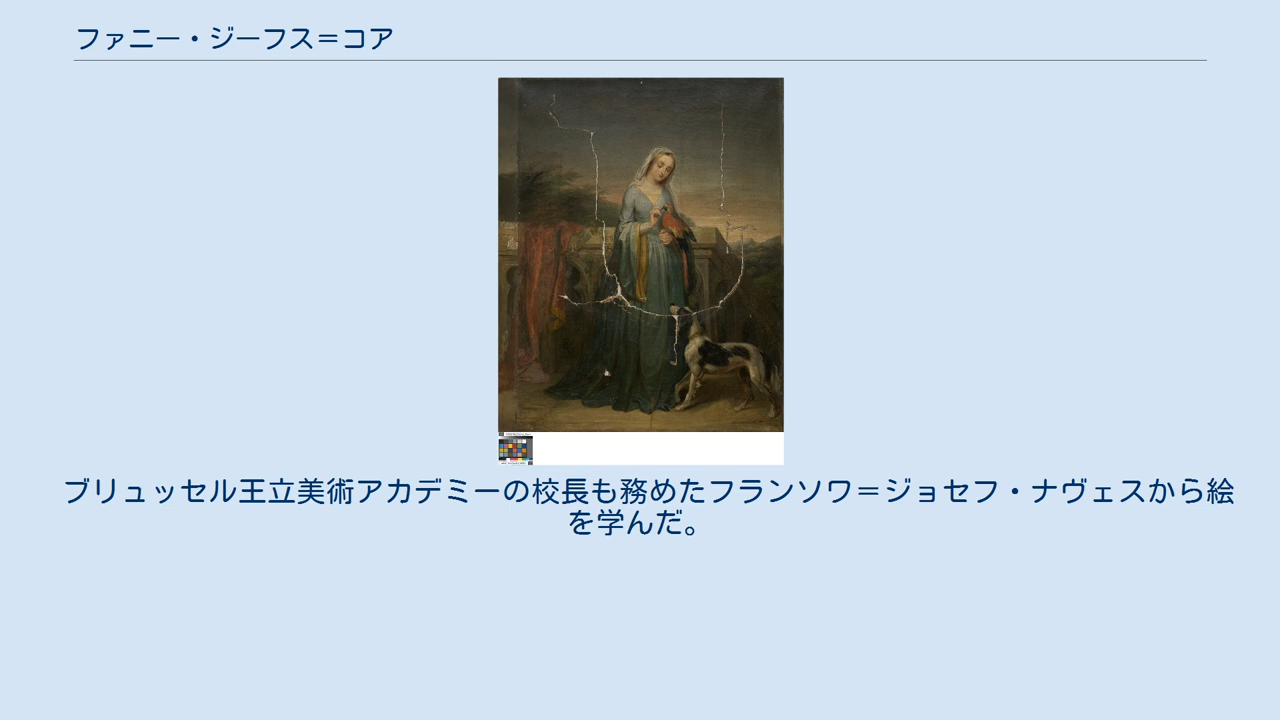 ファニー・ジーフス＝コア
ブリュッセル王立美術アカデミーの校長も務めたフランソワ＝ジョセフ・ナヴェスから絵
を学んだ。